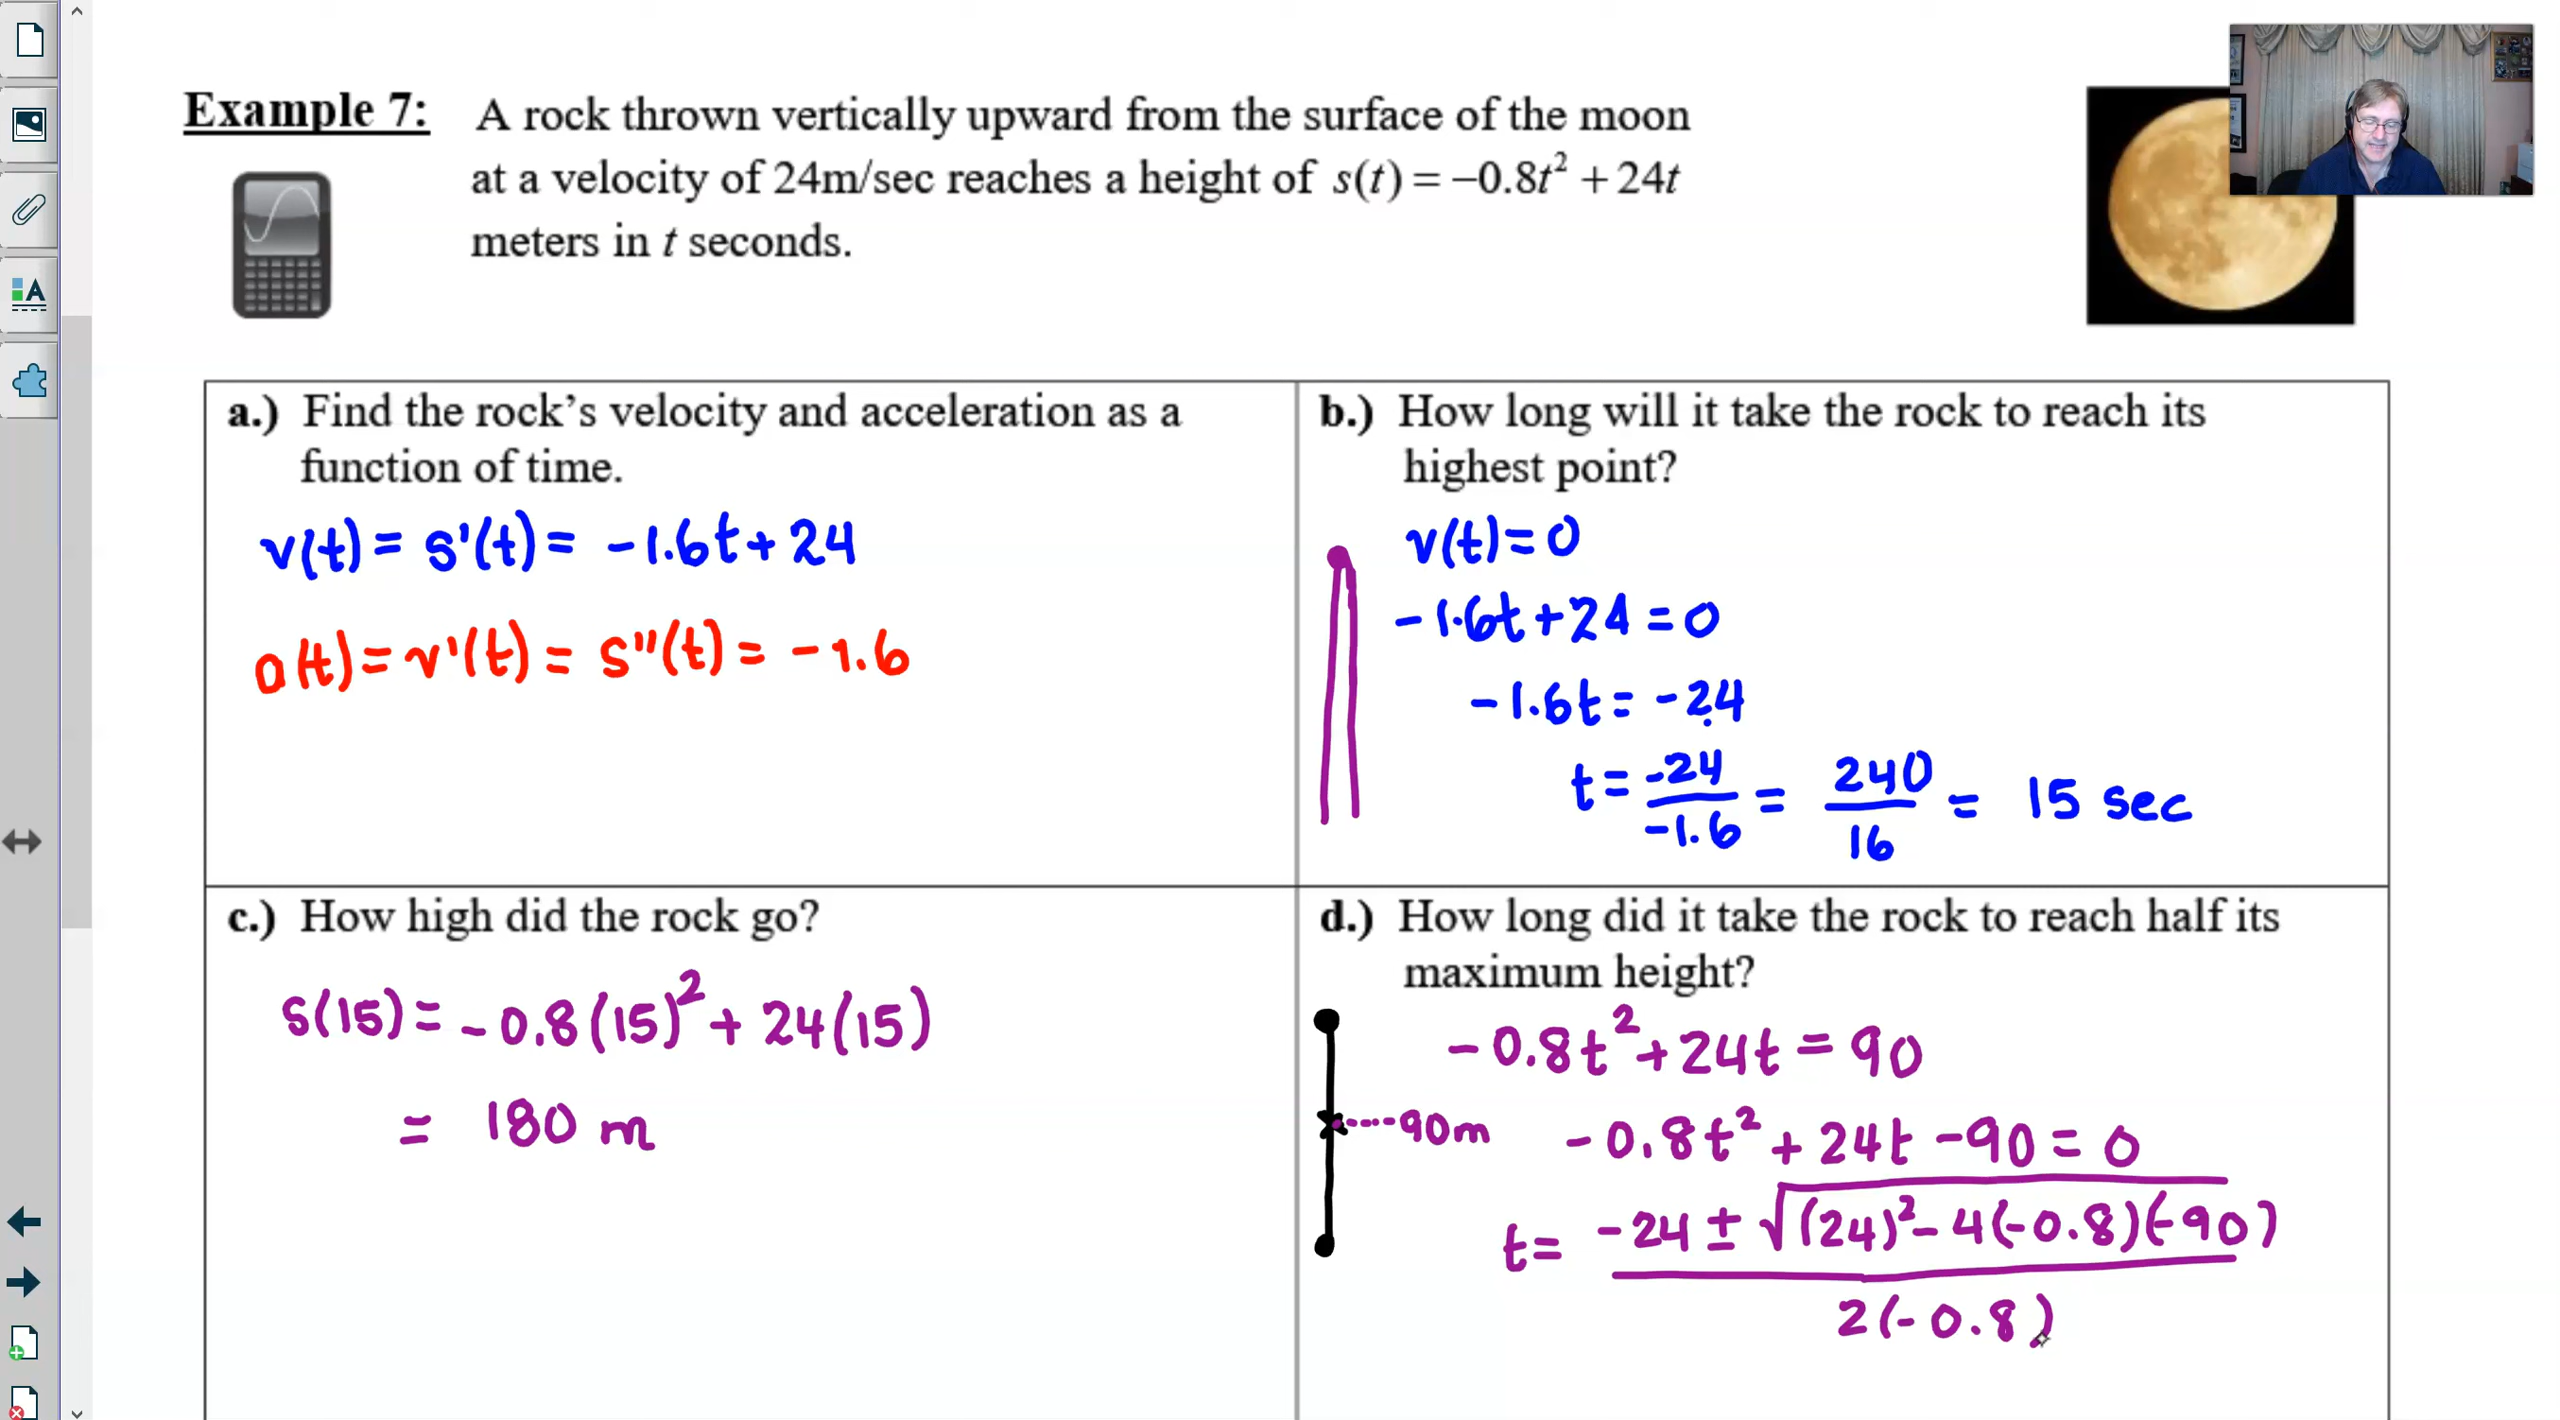 Example 7: A rock thrown vertically upward from the surface of the moon
at a velocity of 24m/sec reaches a height of s(t) = −0.8t² + 24t
meters in t seconds.
a.) Find the rock's velocity and acceleration as a
function of time.
v(t) = s'(t) = -1.6t + 24
a(t) = v'(t) = s''(t) = -1.6
b.) How long will it take the rock to reach its
highest point?
v(t) = 0
-1.6t + 24 = 0
-1.6t = -24
t = -24/-1.6 = 240/16 = 15 sec
c.) How high did the rock go?
s(15) = -0.8(15)² + 24(15)
= 180 m
d.) How long did it take the rock to reach half its
maximum height?
-0.8t² + 24t = 90
90m
-0.8t² + 24t - 90 = 0
t = -24 ± √(24)² - 4(-0.8)(-90)
2(-0.8)